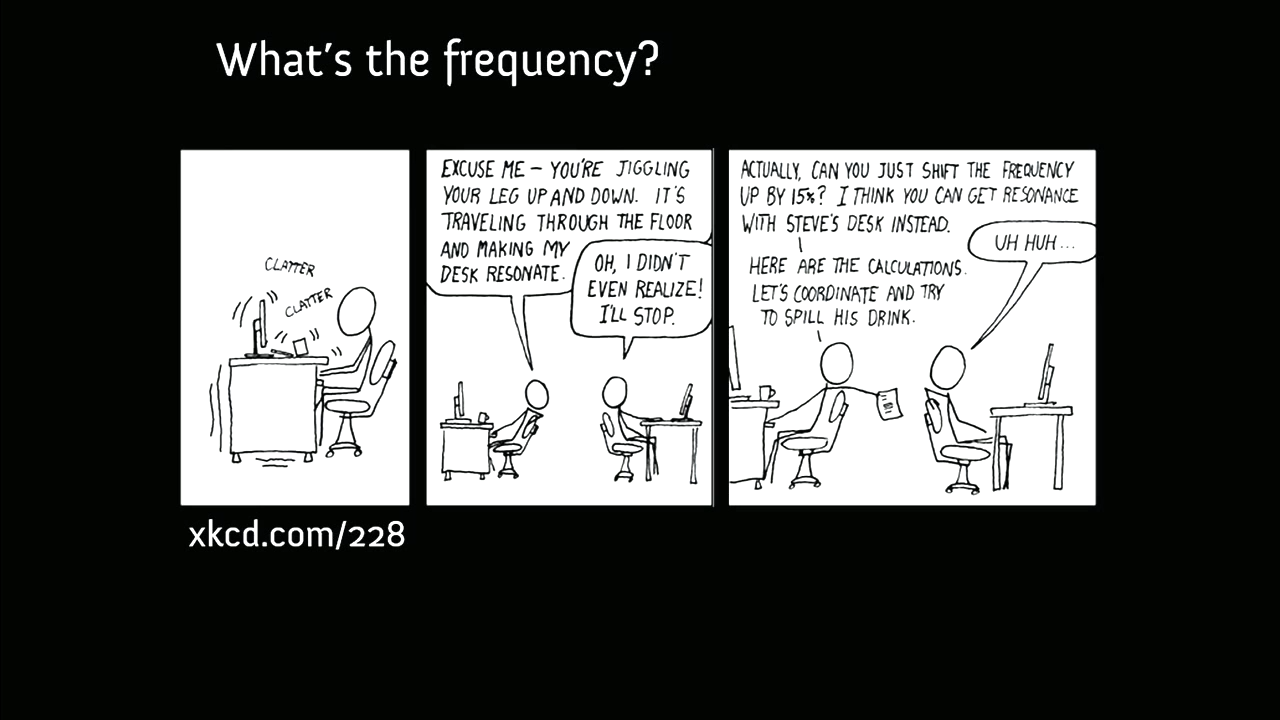 What's the frequency?
CLATTER
CLATTER
EXCUSE ME – YOU'RE JIGGLING
YOUR LEG UP AND DOWN. IT'S
TRAVELING THROUGH THE FLOOR
AND MAKING MY
DESK RESONATE.
OH, I DIDN'T
EVEN REALIZE!
I'LL STOP.
ACTUALLY, CAN YOU JUST SHIFT THE FREQUENCY
UP BY 15%? I THINK YOU CAN GET RESONANCE
WITH STEVE'S DESK INSTEAD.
UH HUH...
HERE ARE THE CALCULATIONS.
LET'S COORDINATE AND TRY
TO SPILL HIS DRINK.
xkcd.com/228